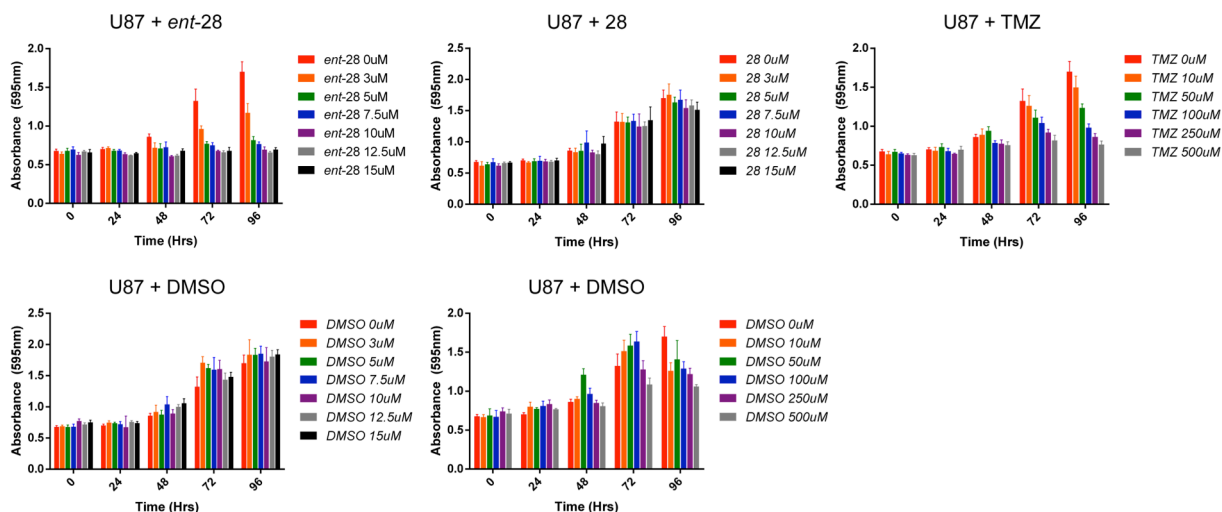 U87 + ent-28
Absorbance (595nm)
2.0
1.5
1.0
0.5
0.0
0
24
48
72
96
Time (Hrs)
ent-28 0uM
ent-28 3uM
ent-28 5uM
ent-28 7.5uM
ent-28 10uM
ent-28 12.5uM
ent-28 15uM
U87 + 28
Absorbance (595nm)
2.5
2.0
1.5
1.0
0.5
0.0
0
24
48
72
96
Time (Hrs)
28 0uM
28 3uM
28 5uM
28 7.5uM
28 10uM
28 12.5uM
28 15uM
U87 + TMZ
Absorbance (595nm)
2.0
1.5
1.0
0.5
0.0
0
24
48
72
96
Time (Hrs)
TMZ 0uM
TMZ 10uM
TMZ 50uM
TMZ 100uM
TMZ 250uM
TMZ 500uM
U87 + DMSO
Absorbance (595nm)
2.5
2.0
1.5
1.0
0.5
0.0
0
24
48
72
96
Time (Hrs)
DMSO 0uM
DMSO 3uM
DMSO 5uM
DMSO 7.5uM
DMSO 10uM
DMSO 12.5uM
DMSO 15uM
U87 + DMSO
Absorbance (595nm)
2.0
1.5
1.0
0.5
0.0
0
24
48
72
96
Time (Hrs)
DMSO 0uM
DMSO 10uM
DMSO 50uM
DMSO 100uM
DMSO 250uM
DMSO 500uM